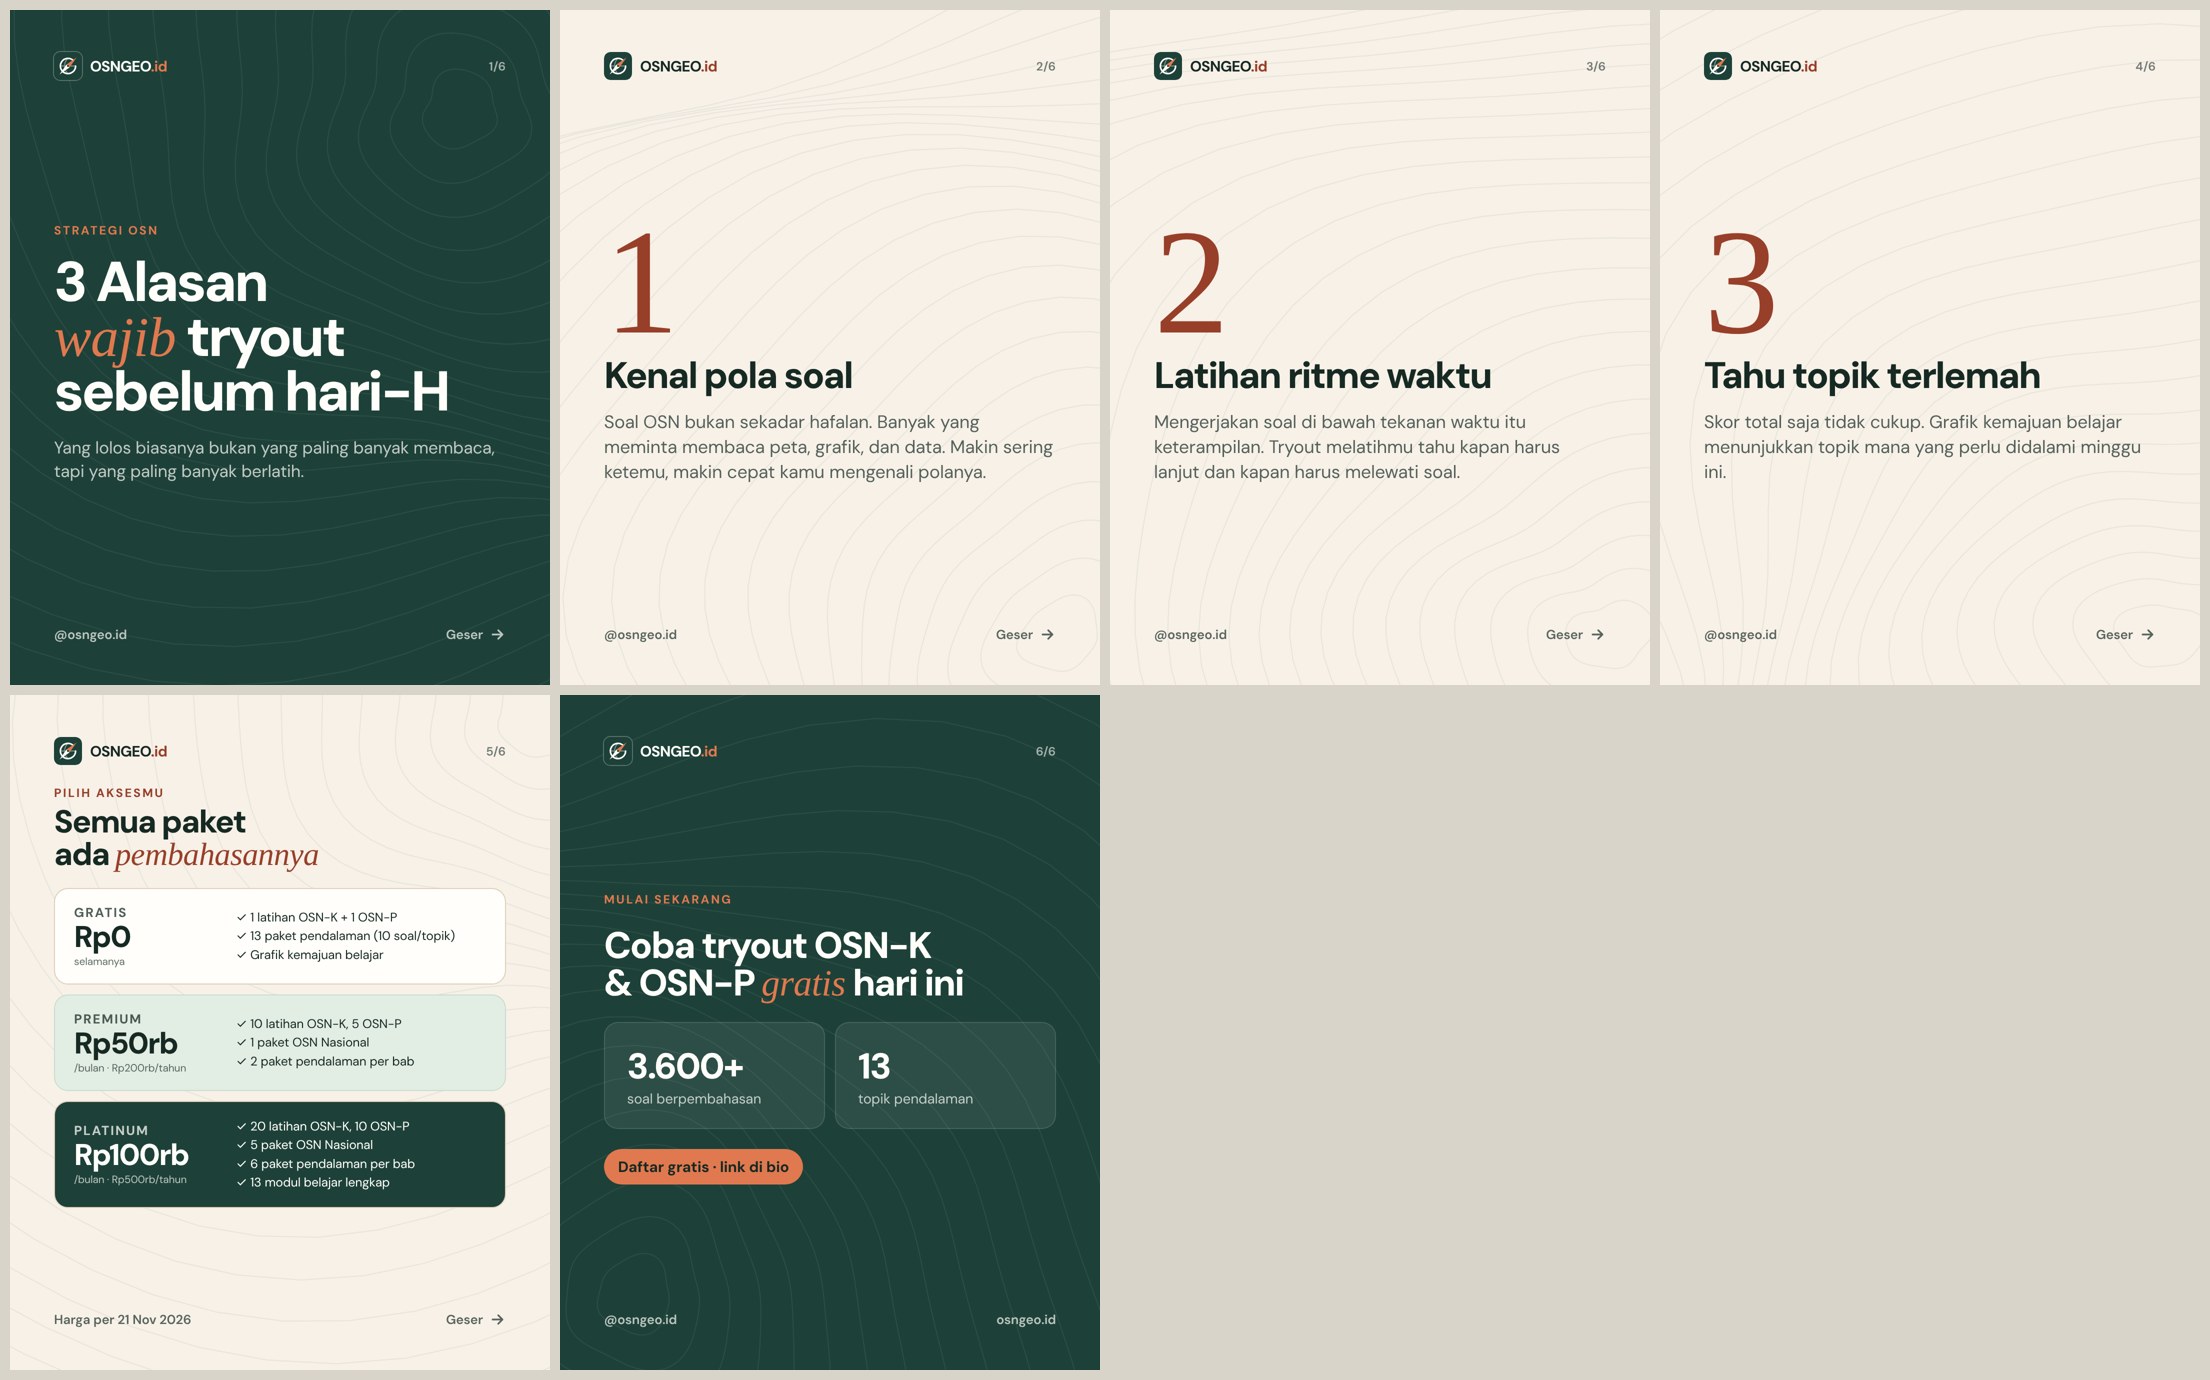 OSNGEO.id
1/6
STRATEGI OSN
3 Alasan
wajib tryout
sebelum hari-H
Yang lolos biasanya bukan yang paling banyak membaca,
tapi yang paling banyak berlatih.
@osngeo.id
Geser →
OSNGEO.id
2/6
1
Kenal pola soal
Soal OSN bukan sekadar hafalan. Banyak yang
meminta membaca peta, grafik, dan data. Makin sering
ketemu, makin cepat kamu mengenali polanya.
@osngeo.id
Geser →
OSNGEO.id
3/6
2
Latihan ritme waktu
Mengerjakan soal di bawah tekanan waktu itu
keterampilan. Tryout melatihmu tahu kapan harus
lanjut dan kapan harus melewati soal.
@osngeo.id
Geser →
OSNGEO.id
4/6
3
Tahu topik terlemah
Skor total saja tidak cukup. Grafik kemajuan belajar
menunjukkan topik mana yang perlu didalami minggu
ini.
@osngeo.id
Geser →
OSNGEO.id
5/6
PILIH AKSESMU
Semua paket
ada pembahasannya
GRATIS
Rp0
selamanya
✓ 1 latihan OSN-K + 1 OSN-P
✓ 13 paket pendalaman (10 soal/topik)
✓ Grafik kemajuan belajar
PREMIUM
Rp50rb
/bulan · Rp200rb/tahun
✓ 10 latihan OSN-K, 5 OSN-P
✓ 1 paket OSN Nasional
✓ 2 paket pendalaman per bab
PLATINUM
Rp100rb
/bulan · Rp500rb/tahun
✓ 20 latihan OSN-K, 10 OSN-P
✓ 5 paket OSN Nasional
✓ 6 paket pendalaman per bab
✓ 13 modul belajar lengkap
Harga per 21 Nov 2026
Geser →
OSNGEO.id
6/6
MULAI SEKARANG
Coba tryout OSN-K
& OSN-P gratis hari ini
3.600+
soal berpembahasan
13
topik pendalaman
Daftar gratis · link di bio
@osngeo.id
osngeo.id